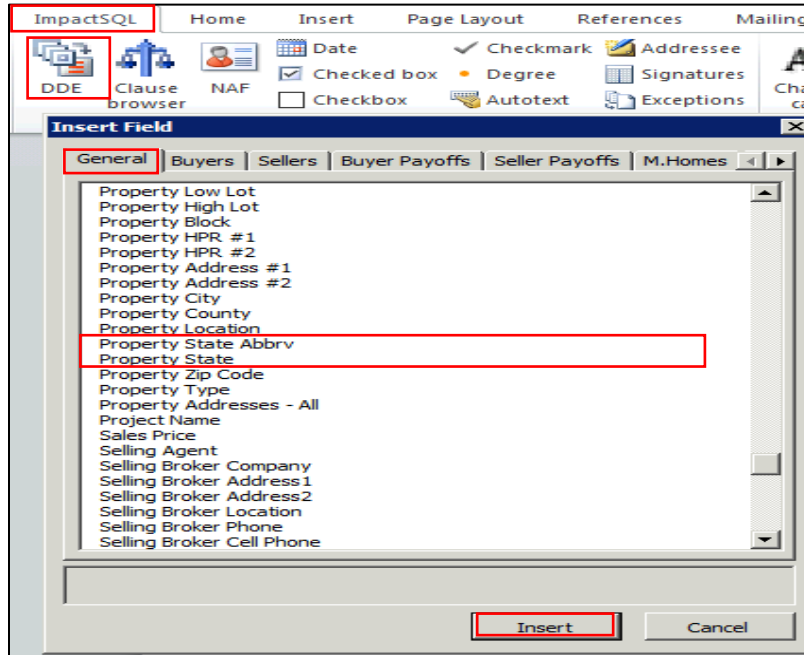 ImpactSQL Home Insert Page Layout References Mailing
Date Checkmark Addressee
Checked box Degree Signatures
DDE Clause browser NAF Checkbox Autotext Exceptions
Insert Field
General Buyers Sellers Buyer Payoffs Seller Payoffs M.Homes
Property Low Lot
Property High Lot
Property Block
Property HPR #1
Property HPR #2
Property Address #1
Property Address #2
Property City
Property County
Property Location
Property State Abbrv
Property State
Property Zip Code
Property Type
Property Addresses - All
Project Name
Sales Price
Selling Agent
Selling Broker Company
Selling Broker Address1
Selling Broker Address2
Selling Broker Location
Selling Broker Phone
Selling Broker Cell Phone
Insert Cancel